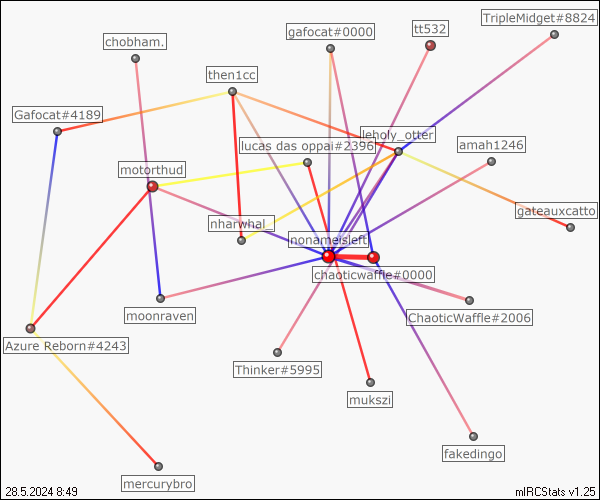 TripleMidget#8824
tt532
gafocat#0000
chobham.
then1cc
Gafocat#4189
leholy_otter
lucas das oppai#2396
amah1246
motorthud
gateauxcatto
nharwhal_
nonameisleft
chaoticwaffle#0000
moonraven
ChaoticWaffle#2006
Azure Reborn#4243
Thinker#5995
mukszi
fakedingo
mercurybro
28.5.2024 8:49
mIRCStats v1.25